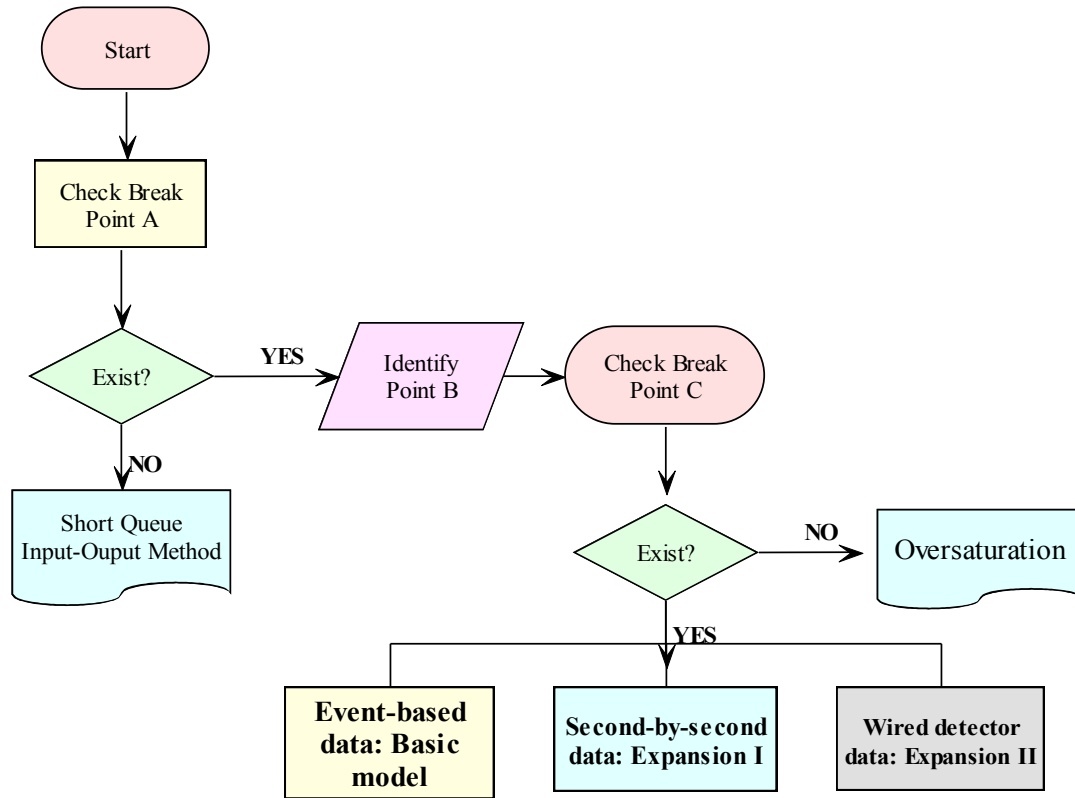 Start
Check Break
Point A
Exist?
YES
Identify
Point B
Check Break
Point C
NO
Short Queue
Input-Ouput Method
Exist?
NO
Oversaturation
YES
Event-based
data: Basic
model
Second-by-second
data: Expansion I
Wired detector
data: Expansion II